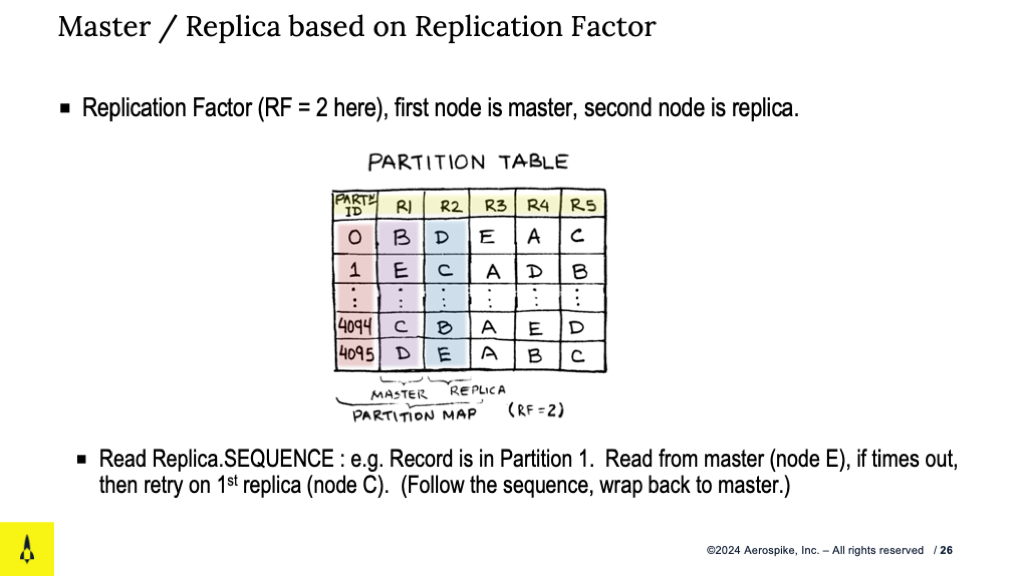 Master / Replica based on Replication Factor
▪ Replication Factor (RF = 2 here), first node is master, second node is replica.
PARTITION TABLE
PARTN ID R1 R2 R3 R4 R5
0 B D E A C
1 E C A D B
⋮ ⋮ ⋮ ⋮ ⋮ ⋮
4094 C B A E D
4095 D E A B C
MASTER REPLICA
PARTITION MAP (RF=2)
▪ Read Replica.SEQUENCE : e.g. Record is in Partition 1. Read from master (node E), if times out,
then retry on 1st replica (node C). (Follow the sequence, wrap back to master.)
©2024 Aerospike, Inc. – All rights reserved / 26